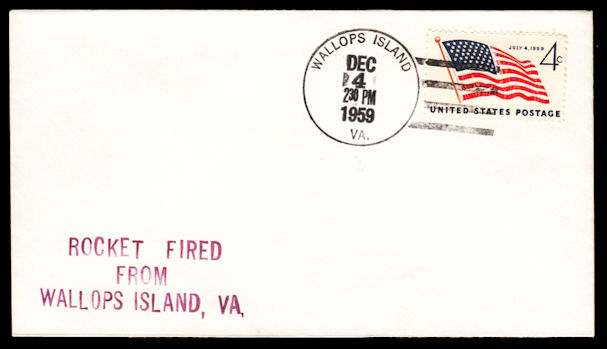 WALLOPS ISLAND
DEC
4
230 PM
1959
VA.
JULY 4, 1959
4c
UNITED STATES POSTAGE
ROCKET FIRED
FROM
WALLOPS ISLAND, VA,